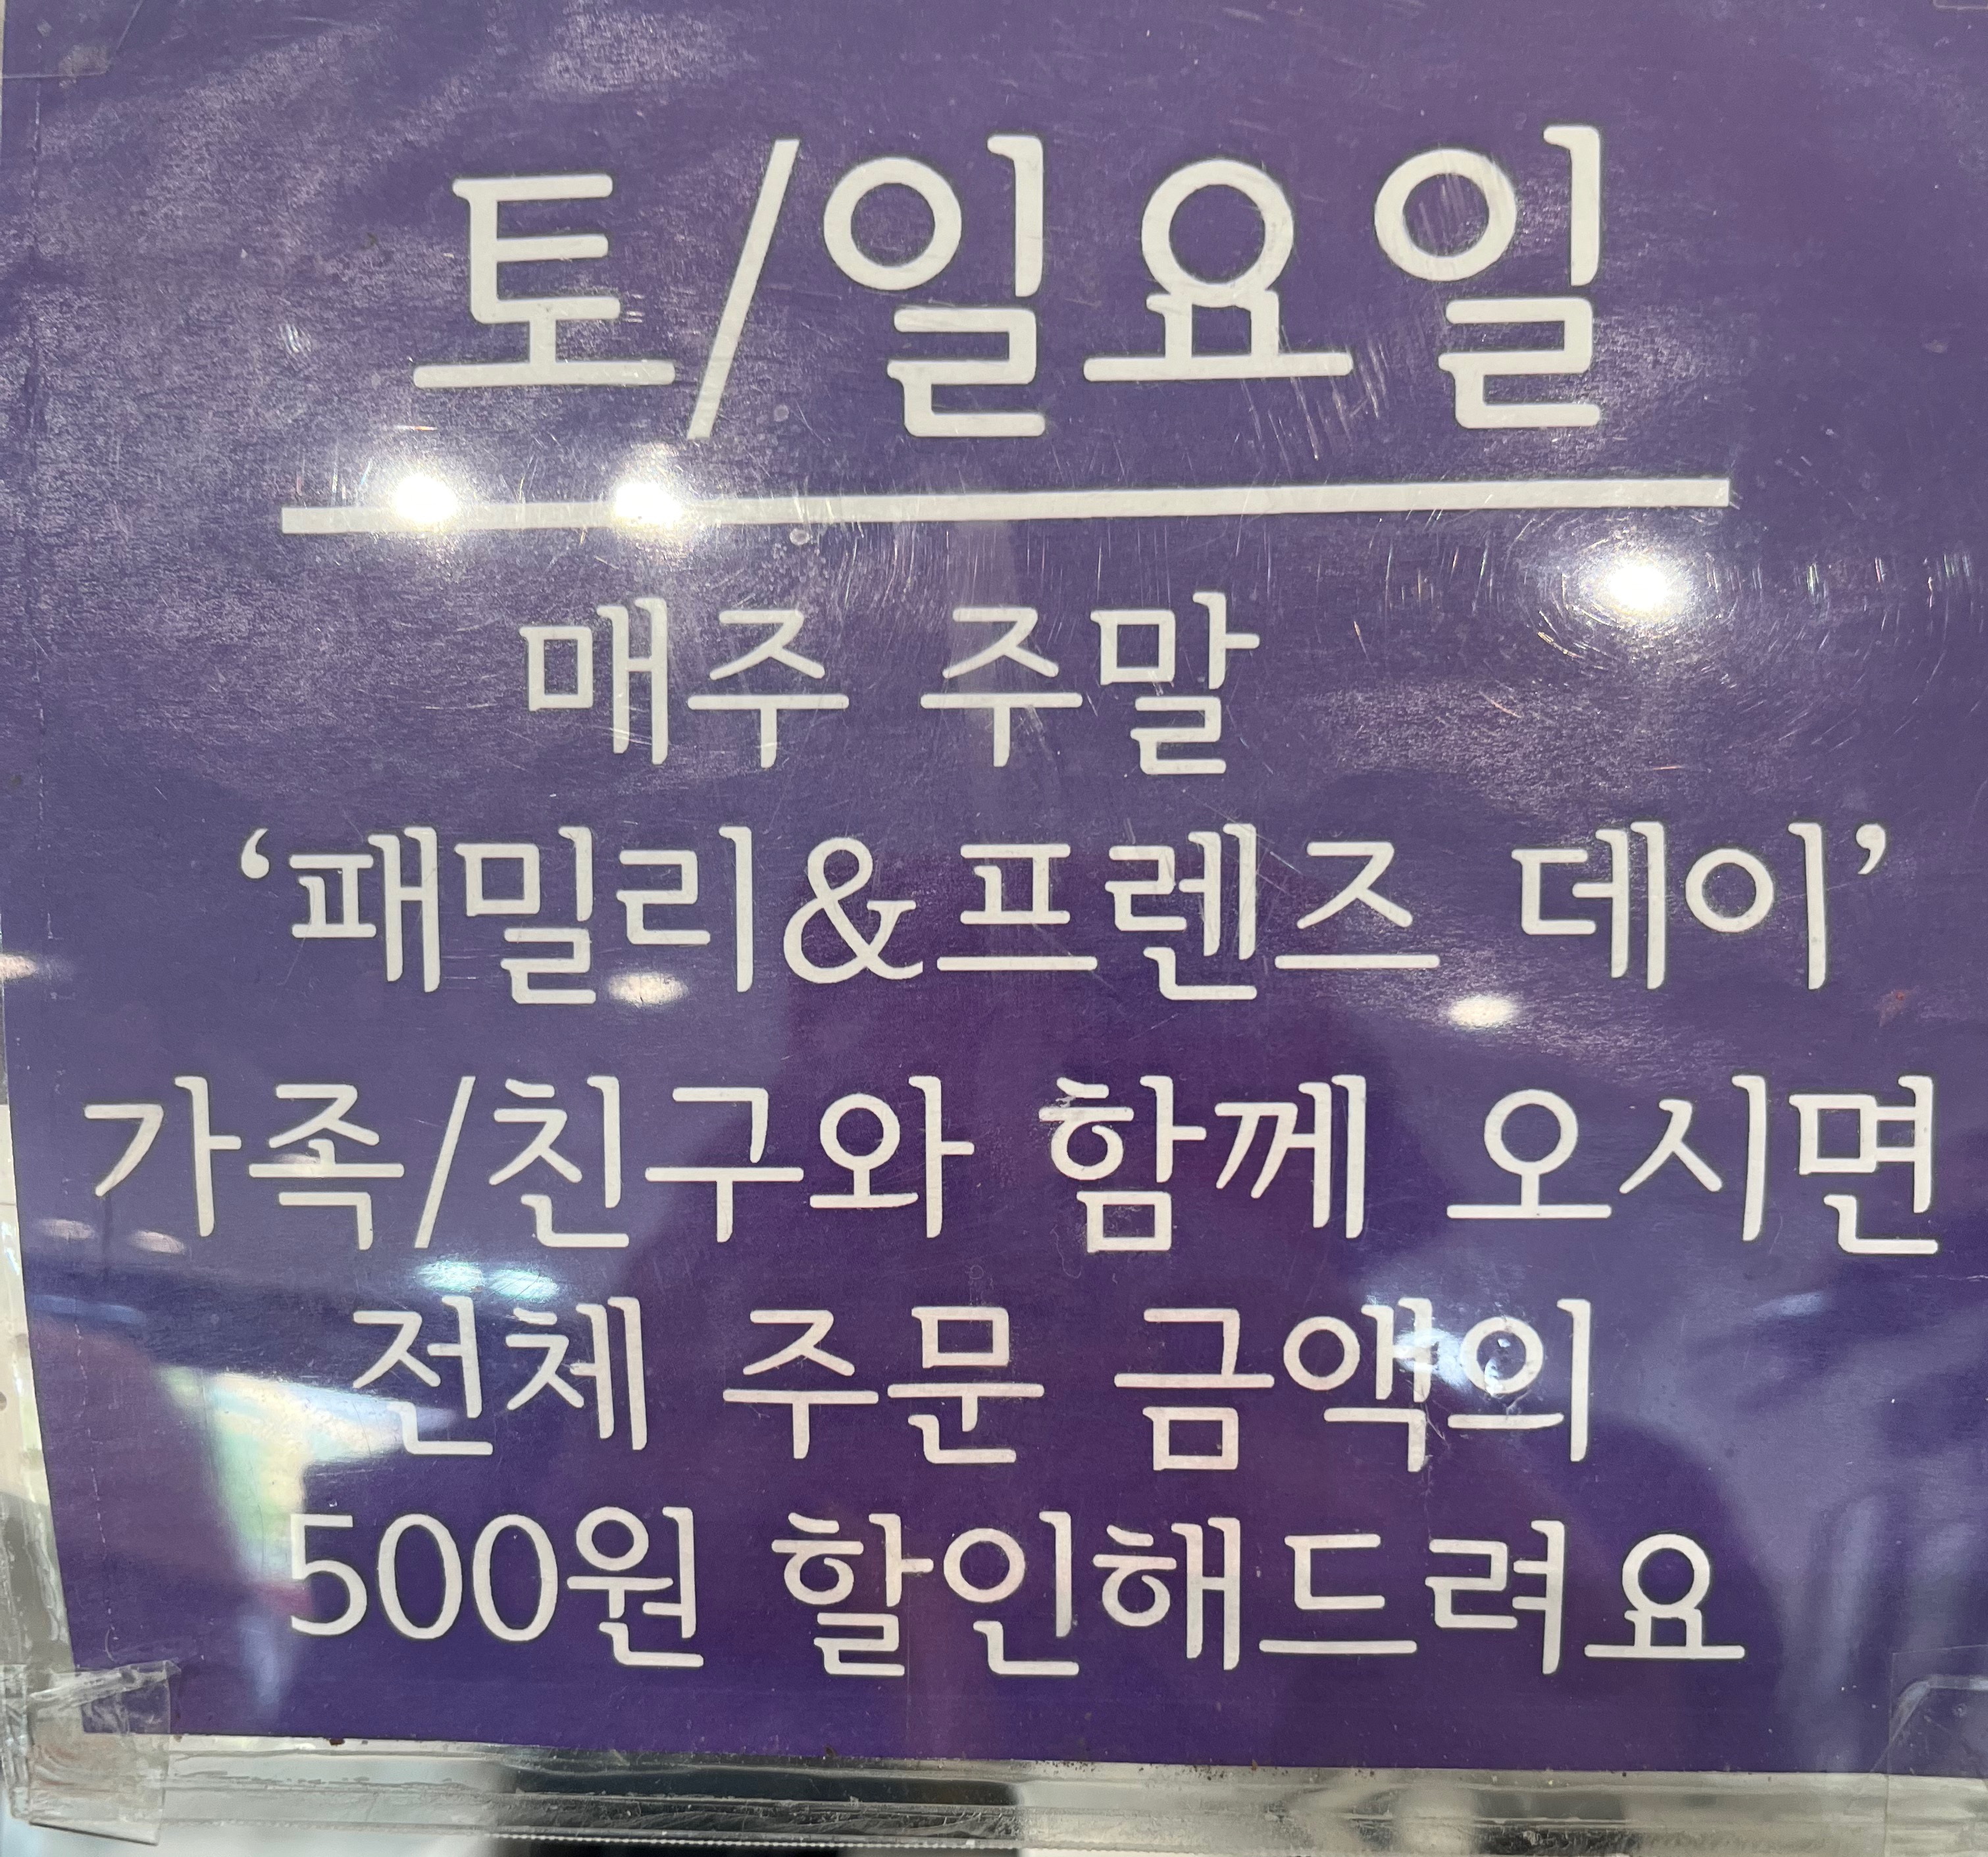 토/일요일
매주 주말
‘패밀리&프렌즈 데이’
가족/친구와 함께 오시면
전체 주문 금액의
500원 할인해드려요